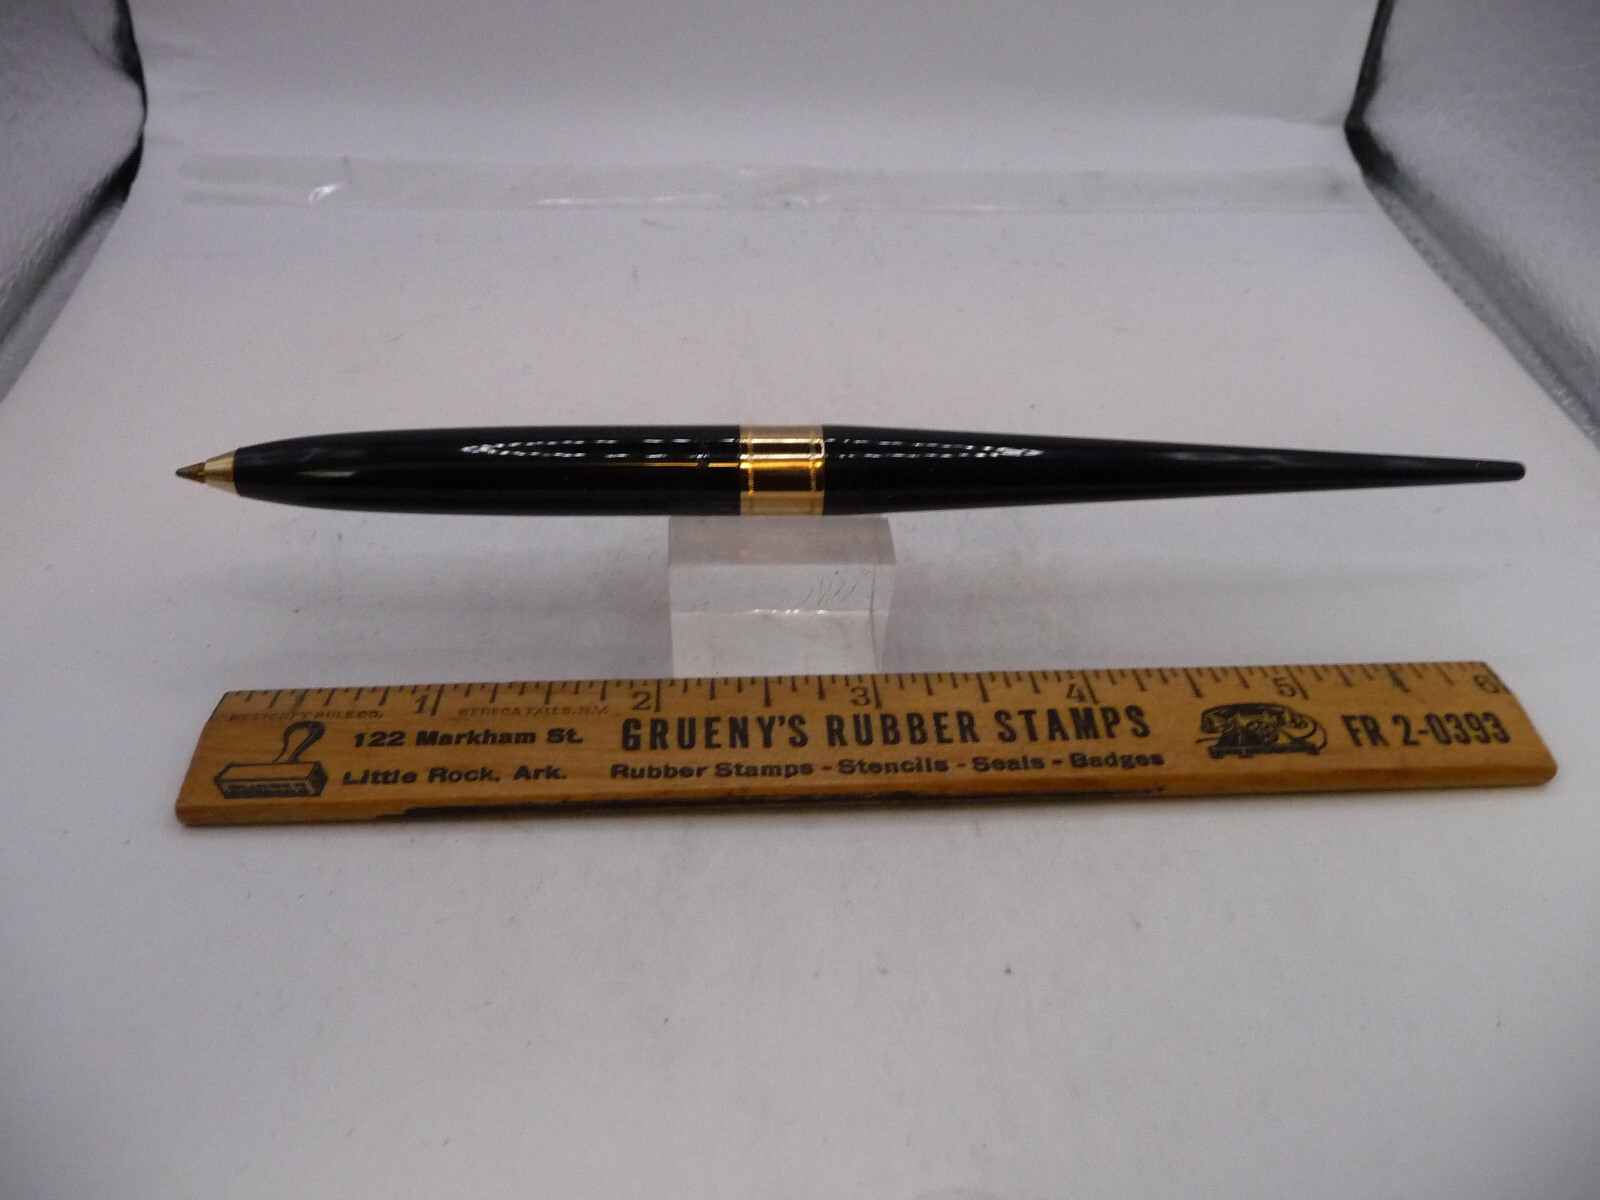 1 2 3 4 5 6
WESTCOTT RULE CO. SENECA FALLS, N.Y.
122 Markham St.
Little Rock, Ark.
GRUENY'S RUBBER STAMPS
Rubber Stamps - Stencils - Seals - Badges
FR 2-0393